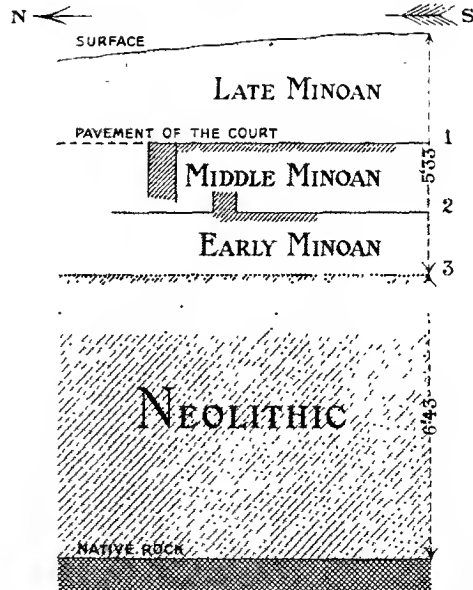 N S
SURFACE
LATE MINOAN
PAVEMENT OF THE COURT 1
5'33
MIDDLE MINOAN
2
EARLY MINOAN
3
NEOLITHIC
6'43
NATIVE ROCK